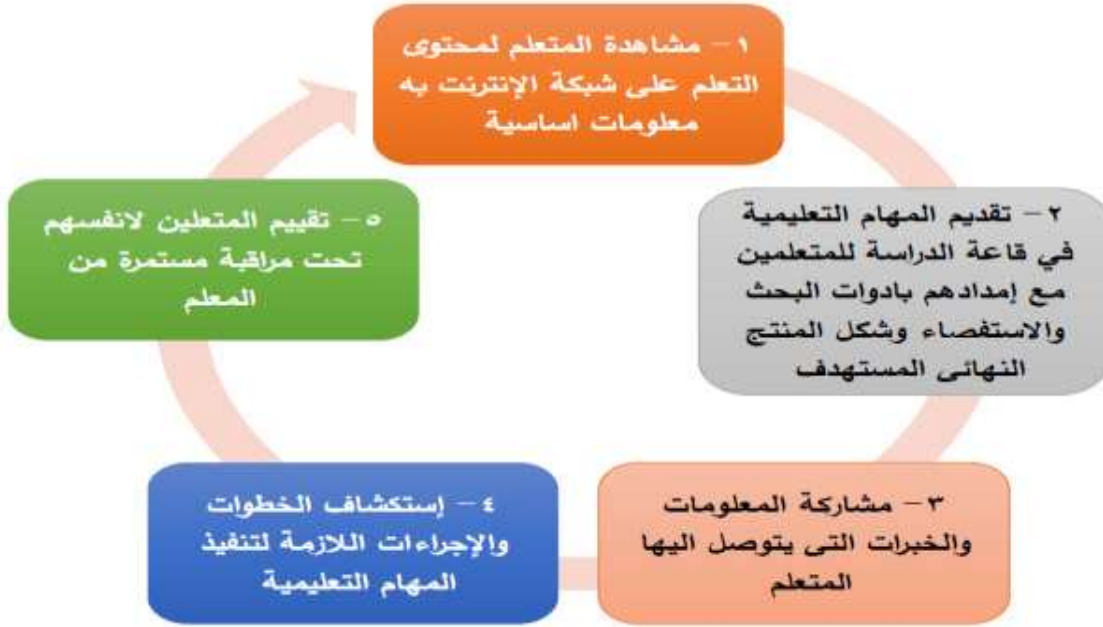 ١- مشاهدة المتعلم لمحتوى
التعلم على شبكة الإنترنت به
معلومات اساسية
٢- تقديم المهام التعليمية
في قاعة الدراسة للمتعلمين
مع إمدادهم بادوات البحث
والاستفصاء وشكل المنتج
النهائى المستهدف
٣- مشاركة المعلومات
والخبرات التى يتوصل اليها
المتعلم
٤- إستكشاف الخطوات
والإجراءات اللازمة لتنفيذ
المهام التعليمية
٥- تقييم المتعلين لانفسهم
تحت مراقبة مستمرة من
المعلم